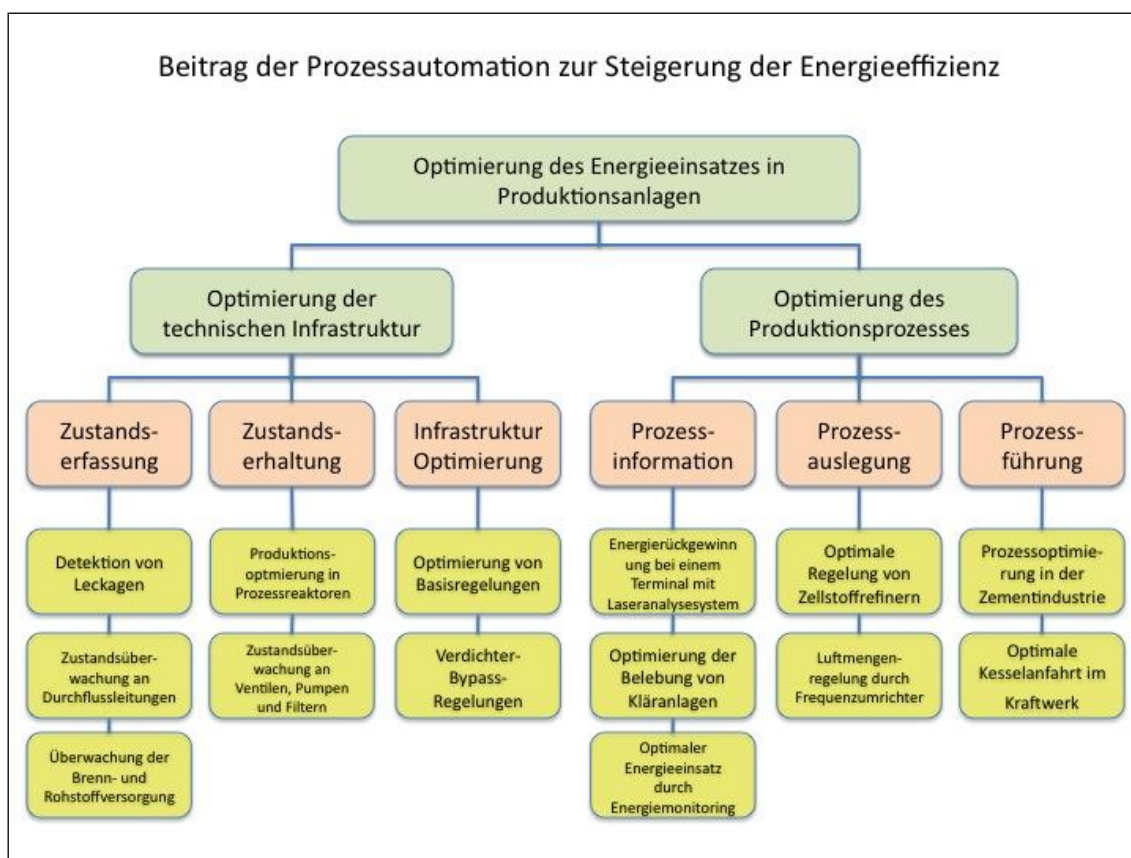 Beitrag der Prozessautomation zur Steigerung der Energieeffizienz
Optimierung des Energieeinsatzes in
Produktionsanlagen
Optimierung der
technischen Infrastruktur
Optimierung des
Produktionsprozesses
Zustands-
erfassung
Zustands-
erhaltung
Infrastruktur
Optimierung
Prozess-
information
Prozess-
auslegung
Prozess-
führung
Detektion von
Leckagen
Produktions-
optmierung in
Prozessreaktoren
Optimierung von
Basisregelungen
Energierückgewinn
nung bei einem
Terminal mit
Laseranalysesystem
Optimale
Regelung von
Zellstoffrefinern
Prozessoptimie-
rung in der
Zementindustrie
Zustandsüber-
wachung an
Durchflussleitungen
Zustandsüber-
wachung an
Ventilen, Pumpen
und Filtern
Verdichter-
Bypass-
Regelungen
Optimierung der
Belebung von
Kläranlagen
Luftmengen-
regelung durch
Frequenzumrichter
Optimale
Kesselanfahrt im
Kraftwerk
Überwachung der
Brenn- und
Rohstoffversorgung
Optimaler
Energieeinsatz
durch
Energiemonitoring